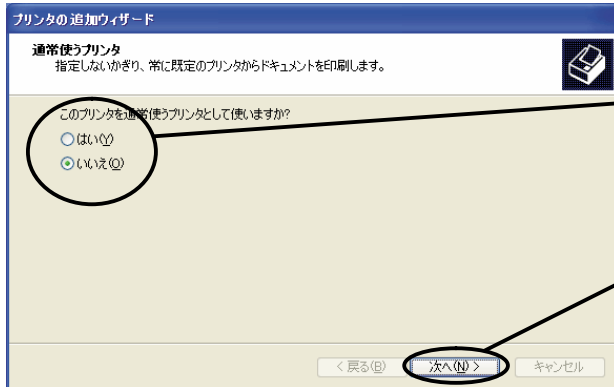 プリンタの追加ウィザード
通常使うプリンタ
指定しないかぎり、常に既定のプリンタからドキュメントを印刷します。
このプリンタを通常使うプリンタとして使いますか?
はい(Y)
いいえ(O)
< 戻る(B) 次へ(N) > キャンセル